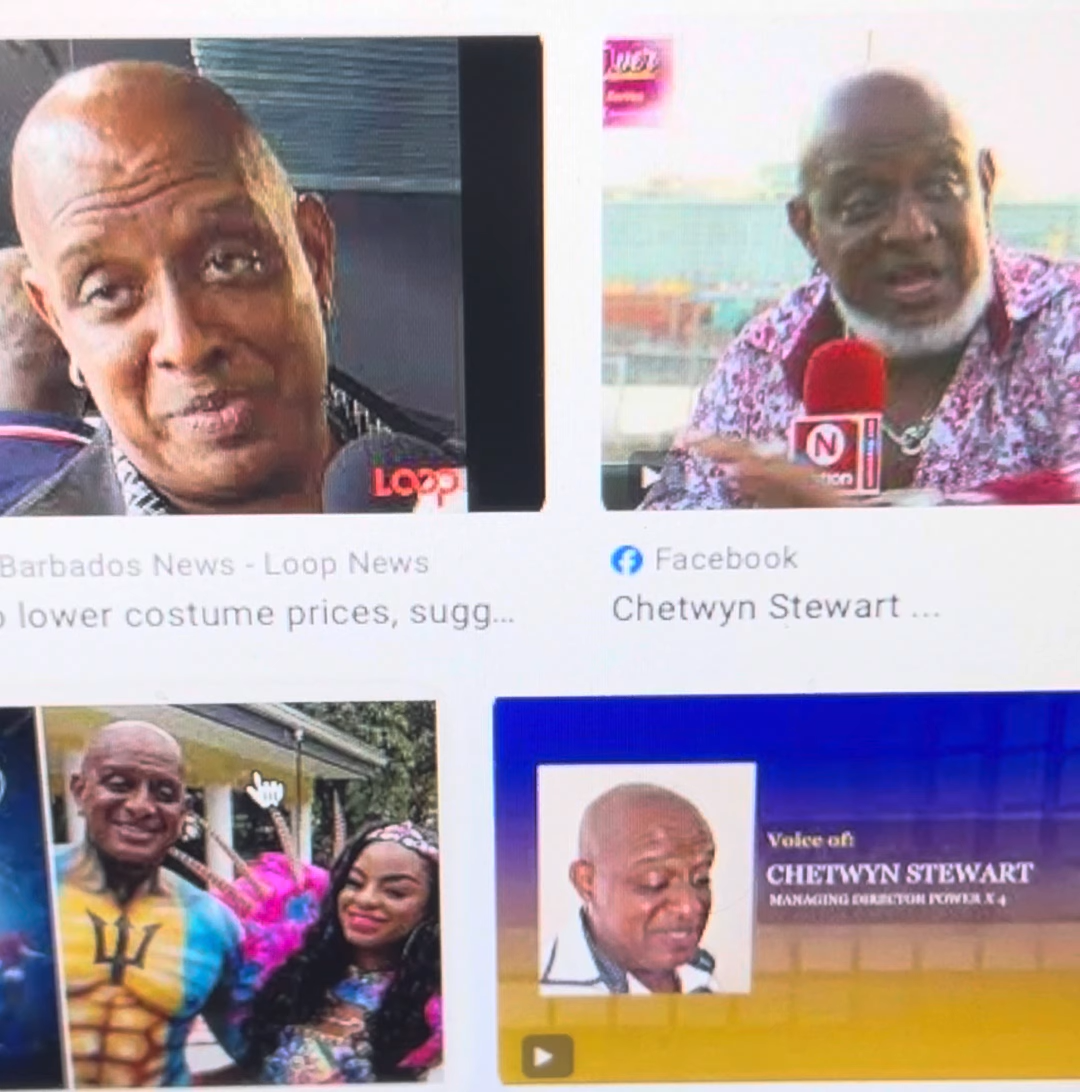 LOOP
N
Barbados News - Loop News
lower costume prices, sugg...
Facebook
Chetwyn Stewart ...
Voice of:
CHETWYN STEWART
MANAGING DIRECTOR POWER X 4